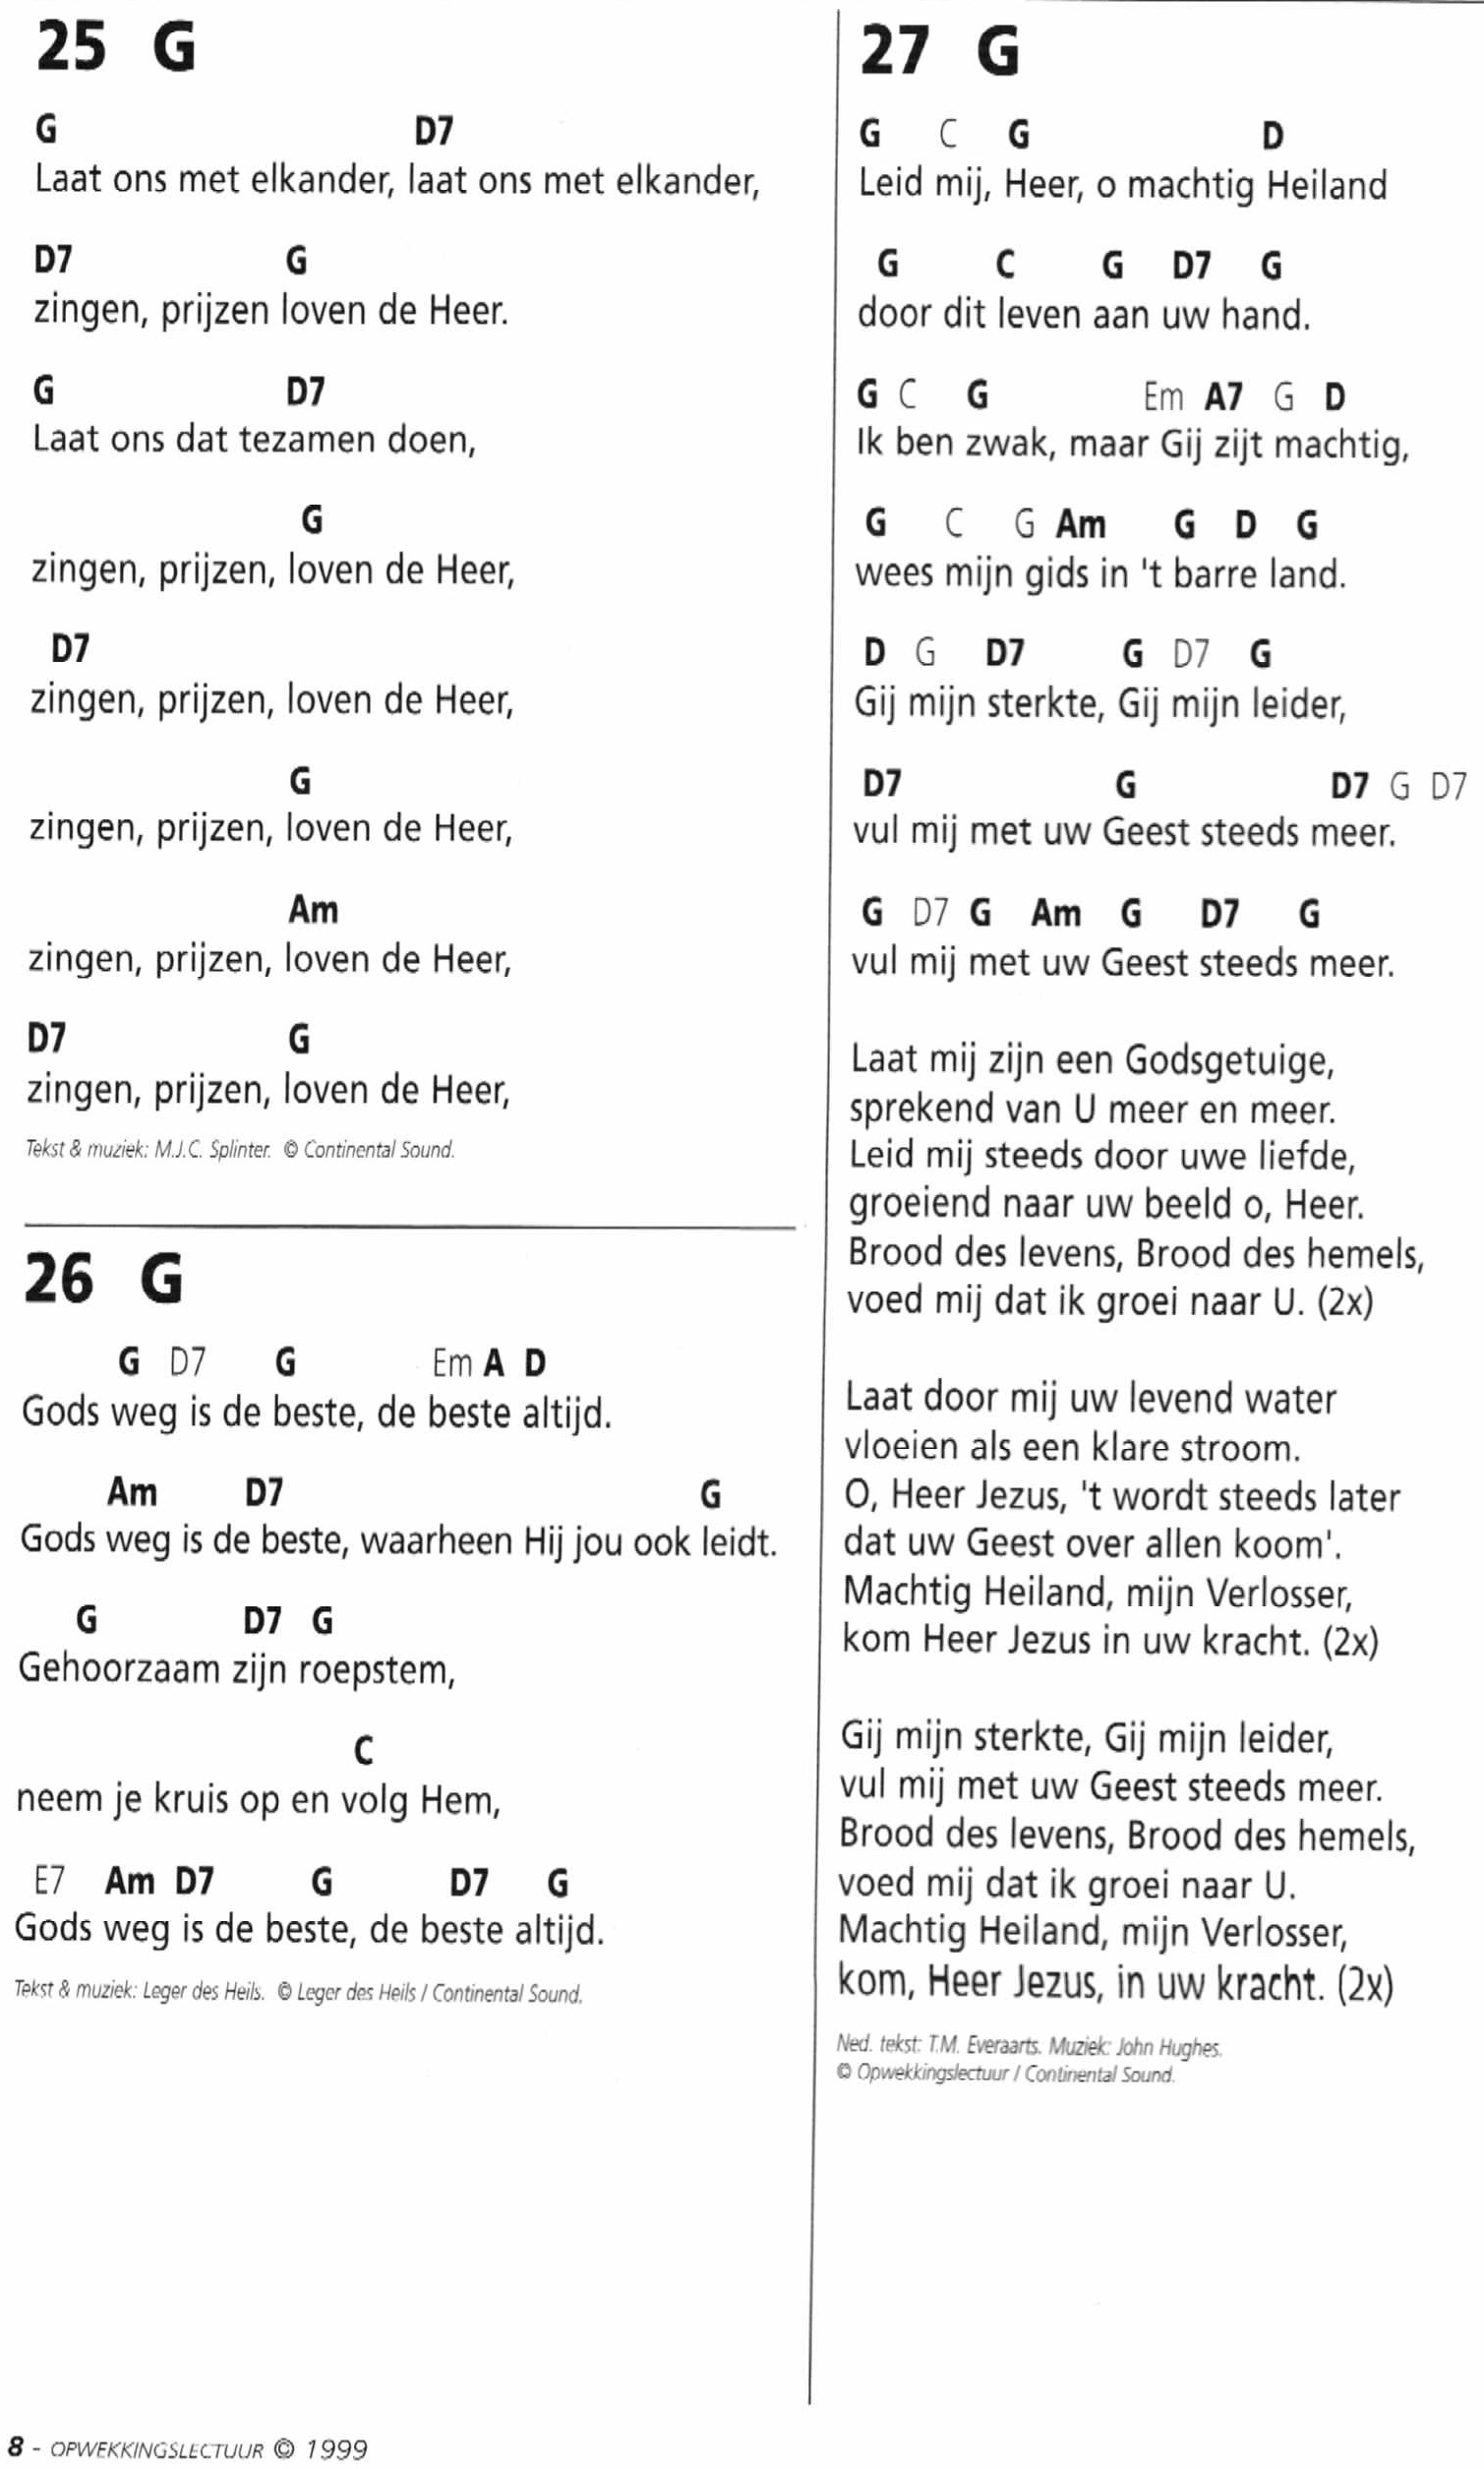 25 G
G D7
Laat ons met elkander, laat ons met elkander,
D7 G
zingen, prijzen loven de Heer.
G D7
Laat ons dat tezamen doen,
G
zingen, prijzen, loven de Heer,
D7
zingen, prijzen, loven de Heer,
G
zingen, prijzen, loven de Heer,
Am
zingen, prijzen, loven de Heer,
D7 G
zingen, prijzen, loven de Heer,
Tekst & muziek: M.J.C. Splinter. © Continental Sound.
26 G
G D7 G Em A D
Gods weg is de beste, de beste altijd.
Am D7 G
Gods weg is de beste, waarheen Hij jou ook leidt.
G D7 G
Gehoorzaam zijn roepstem,
C
neem je kruis op en volg Hem,
E7 Am D7 G D7 G
Gods weg is de beste, de beste altijd.
Tekst & muziek: Leger des Heils. © Leger des Heils / Continental Sound.
27 G
G C G D
Leid mij, Heer, o machtig Heiland
G C G D7 G
door dit leven aan uw hand.
G C G Em A7 G D
Ik ben zwak, maar Gij zijt machtig,
G C G Am G D G
wees mijn gids in 't barre land.
D G D7 G D7 G
Gij mijn sterkte, Gij mijn leider,
D7 G D7 G D7
vul mij met uw Geest steeds meer.
G D7 G Am G D7 G
vul mij met uw Geest steeds meer.
Laat mij zijn een Godsgetuige,
sprekend van U meer en meer.
Leid mij steeds door uwe liefde,
groeiend naar uw beeld o, Heer.
Brood des levens, Brood des hemels,
voed mij dat ik groei naar U. (2x)
Laat door mij uw levend water
vloeien als een klare stroom.
O, Heer Jezus, 't wordt steeds later
dat uw Geest over allen koom'.
Machtig Heiland, mijn Verlosser,
kom Heer Jezus in uw kracht. (2x)
Gij mijn sterkte, Gij mijn leider,
vul mij met uw Geest steeds meer.
Brood des levens, Brood des hemels,
voed mij dat ik groei naar U.
Machtig Heiland, mijn Verlosser,
kom, Heer Jezus, in uw kracht. (2x)
Ned. tekst: T.M. Everaarts. Muziek: John Hughes.
© Opwekkingslectuur / Continental Sound.
8 - OPWEKKINGSLECTUUR © 1999